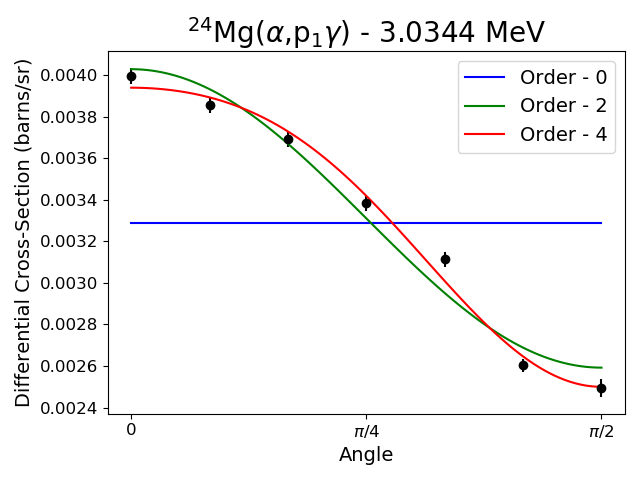 ²⁴Mg(α,p₁γ) - 3.0344 MeV
Differential Cross-Section (barns/sr)
0.0040
0.0038
0.0036
0.0034
0.0032
0.0030
0.0028
0.0026
0.0024
Order - 0
Order - 2
Order - 4
0
π/4
π/2
Angle